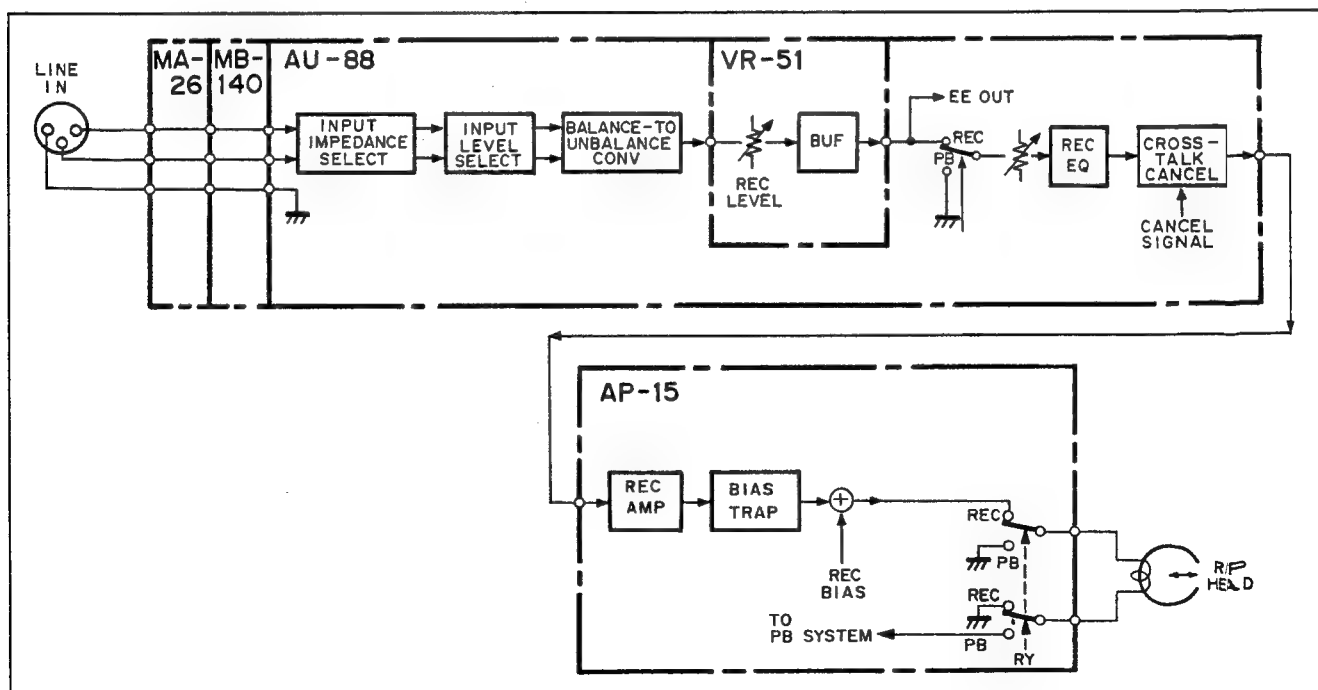 LINE
IN
MA-
26
MB-
140
AU-88
VR-51
INPUT
IMPEDANCE
SELECT
INPUT
LEVEL
SELECT
BALANCE-TO
UNBALANCE
CONV
REC
LEVEL
BUF
EE OUT
REC
PB
REC
EQ
CROSS-
TALK
CANCEL
CANCEL
SIGNAL
AP-15
REC
AMP
BIAS
TRAP
REC
BIAS
REC
PB
REC
PB
RY
TO
PB SYSTEM
R/P
HEAD